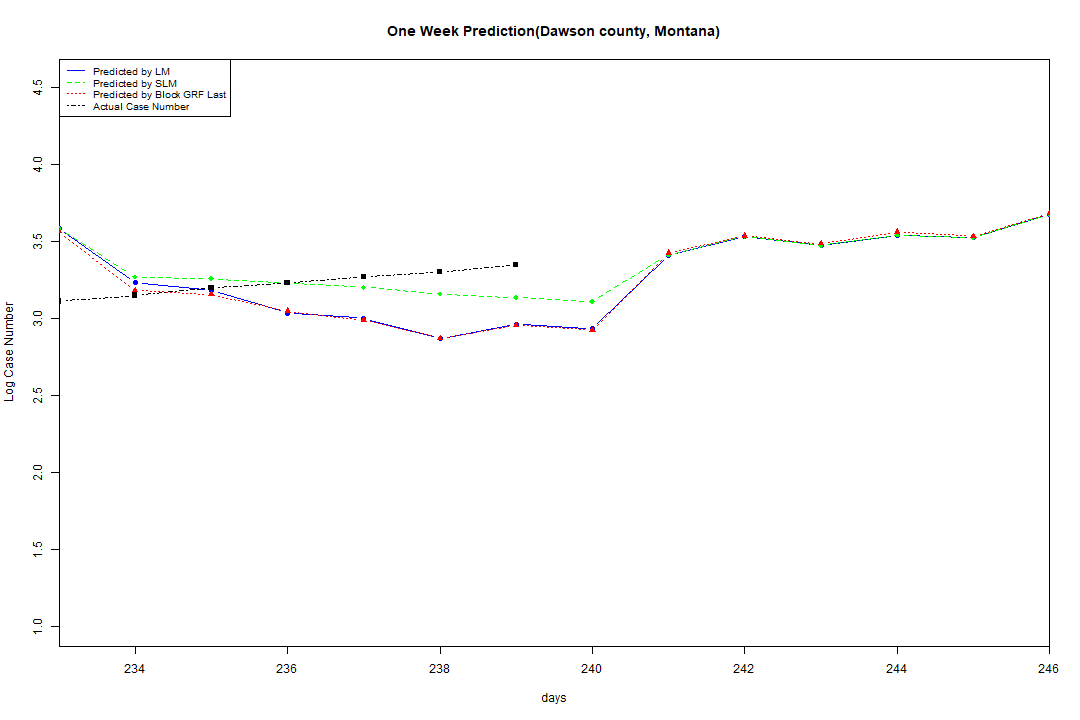 One Week Prediction(Dawson county, Montana)
Predicted by LM
Predicted by SLM
Predicted by Block GRF Last
Actual Case Number
4.5
4.0
3.5
3.0
2.5
2.0
1.5
1.0
Log Case Number
234 236 238 240 242 244 246
days